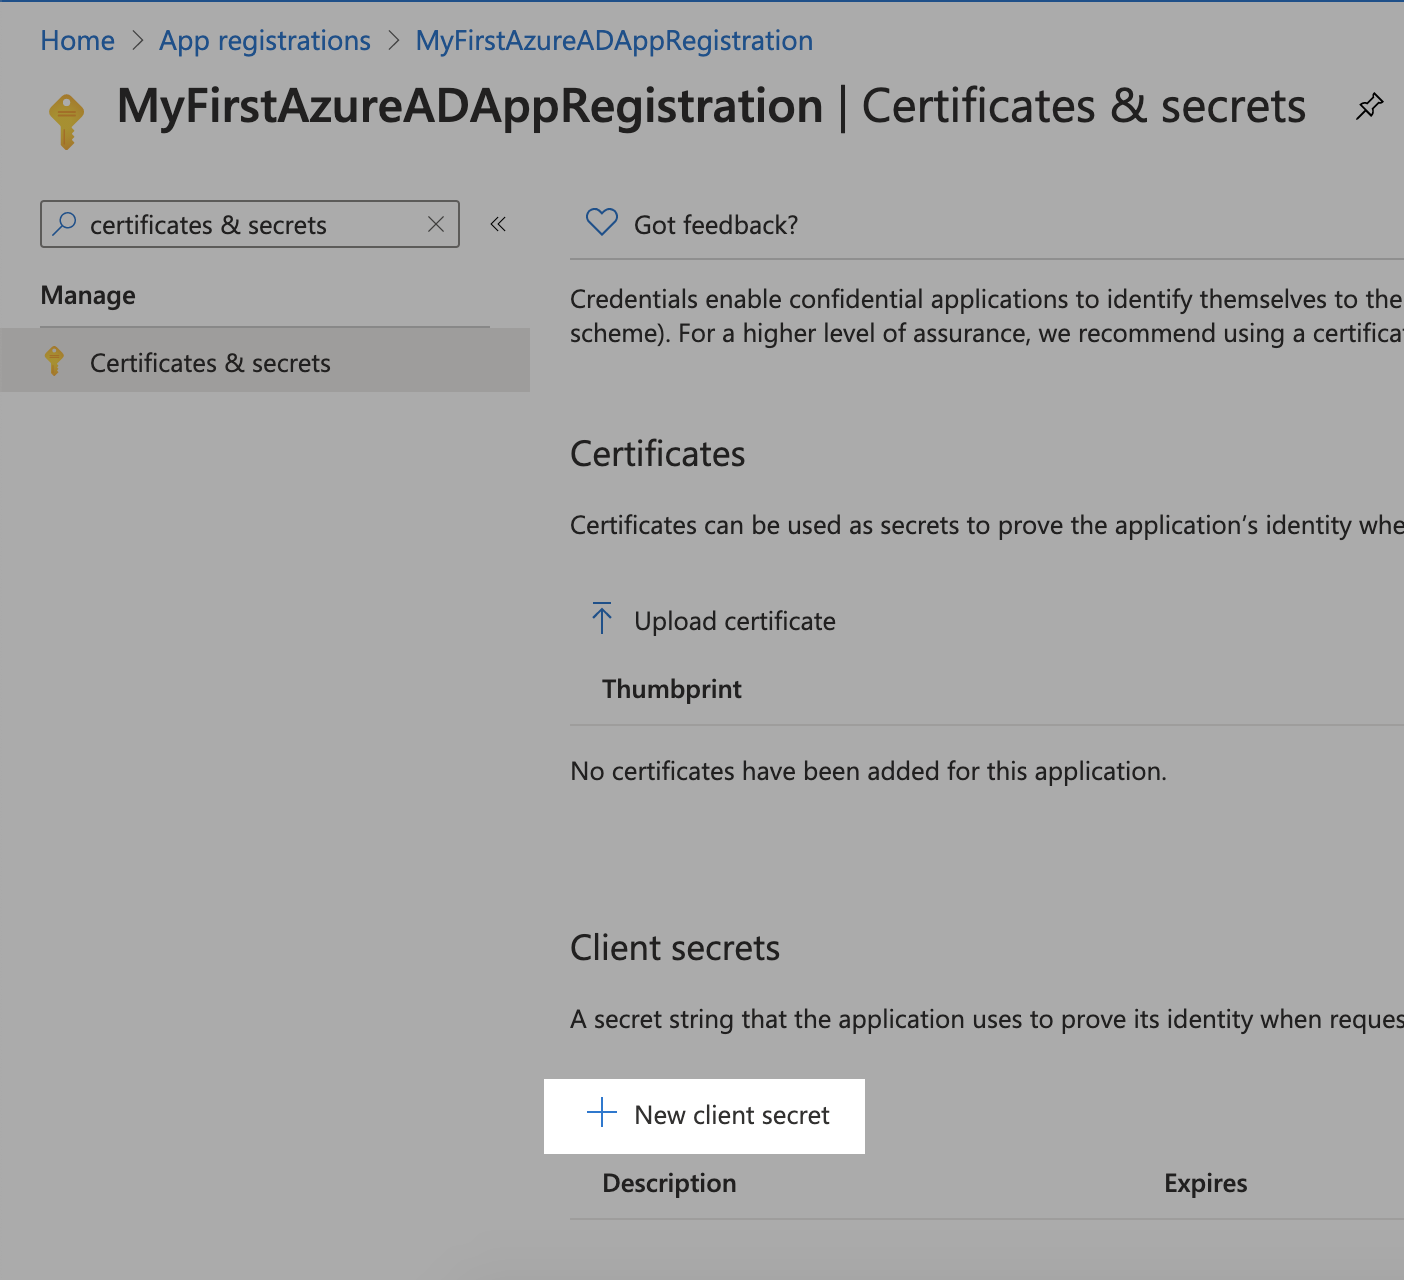 Home > App registrations > MyFirstAzureADAppRegistration
MyFirstAzureADAppRegistration | Certificates & secrets
certificates & secrets
Manage
Certificates & secrets
Got feedback?
Credentials enable confidential applications to identify themselves to the
scheme). For a higher level of assurance, we recommend using a certifica
Certificates
Certificates can be used as secrets to prove the application’s identity whe
Upload certificate
Thumbprint
No certificates have been added for this application.
Client secrets
A secret string that the application uses to prove its identity when reques
New client secret
Description Expires